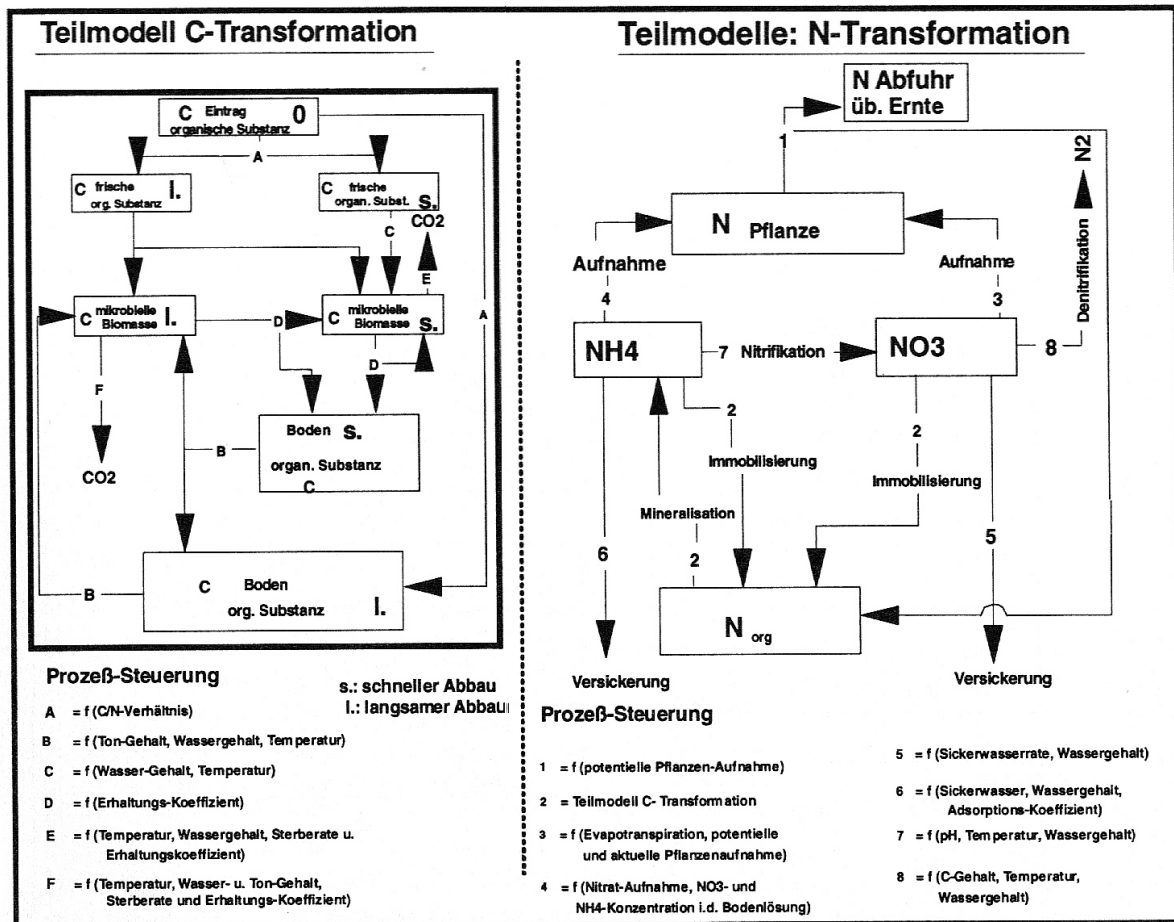 Teilmodell C-Transformation
C Eintrag 0
organische Substanz
A
C frische l.
org. Substanz
C frische
organ. Subst. s.
CO2
C
E
A
C mikrobielle l.
Biomasse
D
C mikrobielle
Biomasse s.
D
F
CO2
B
Boden s.
organ. Substanz
C
B
C Boden
org. Substanz l.
Prozeß-Steuerung
s.: schneller Abbau
l.: langsamer Abbau
A = f (C/N-Verhältnis)
B = f (Ton-Gehalt, Wassergehalt, Temperatur)
C = f (Wasser-Gehalt, Temperatur)
D = f (Erhaltungs-Koeffizient)
E = f (Temperatur, Wassergehalt, Sterberate u.
Erhaltungskoeffizient)
F = f (Temperatur, Wasser- u. Ton-Gehalt,
Sterberate und Erhaltungs-Koeffizient)
Teilmodelle: N-Transformation
N Abfuhr
üb. Ernte
1
N2
N Pflanze
Denitrifikation
Aufnahme
Aufnahme
4
3
NH4
7 Nitrifikation
NO3
8
2
2
Immobilisierung
Immobilisierung
Mineralisation
6
2
5
N org
Versickerung
Versickerung
Prozeß-Steuerung
1 = f (potentielle Pflanzen-Aufnahme)
2 = Teilmodell C- Transformation
3 = f (Evapotranspiration, potentielle
und aktuelle Pflanzenaufnahme)
4 = f (Nitrat-Aufnahme, NO3- und
NH4-Konzentration i.d. Bodenlösung)
5 = f (Sickerwasserrate, Wassergehalt)
6 = f (Sickerwasser, Wassergehalt,
Adsorptions-Koeffizient)
7 = f (pH, Temperatur, Wassergehalt)
8 = f (C-Gehalt, Temperatur,
Wassergehalt)